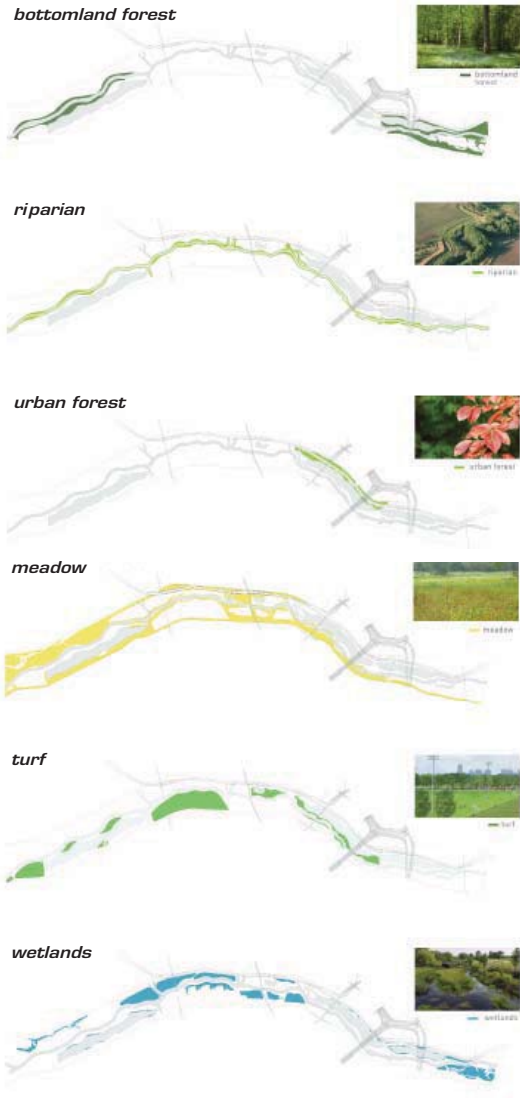 bottomland forest
bottomland
forest
riparian
riparian
urban forest
urban forest
meadow
meadow
turf
turf
wetlands
wetlands